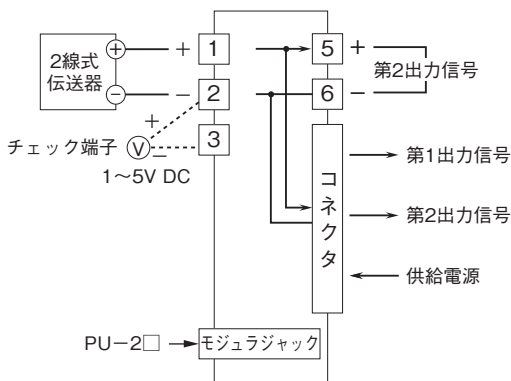 2線式
伝送器
+
−
+
−
1
2
3
5
6
+
−
第2出力信号
+
−
チェック端子
V
1〜5V DC
コネクタ
第1出力信号
第2出力信号
供給電源
PU−2□
モジュラジャック